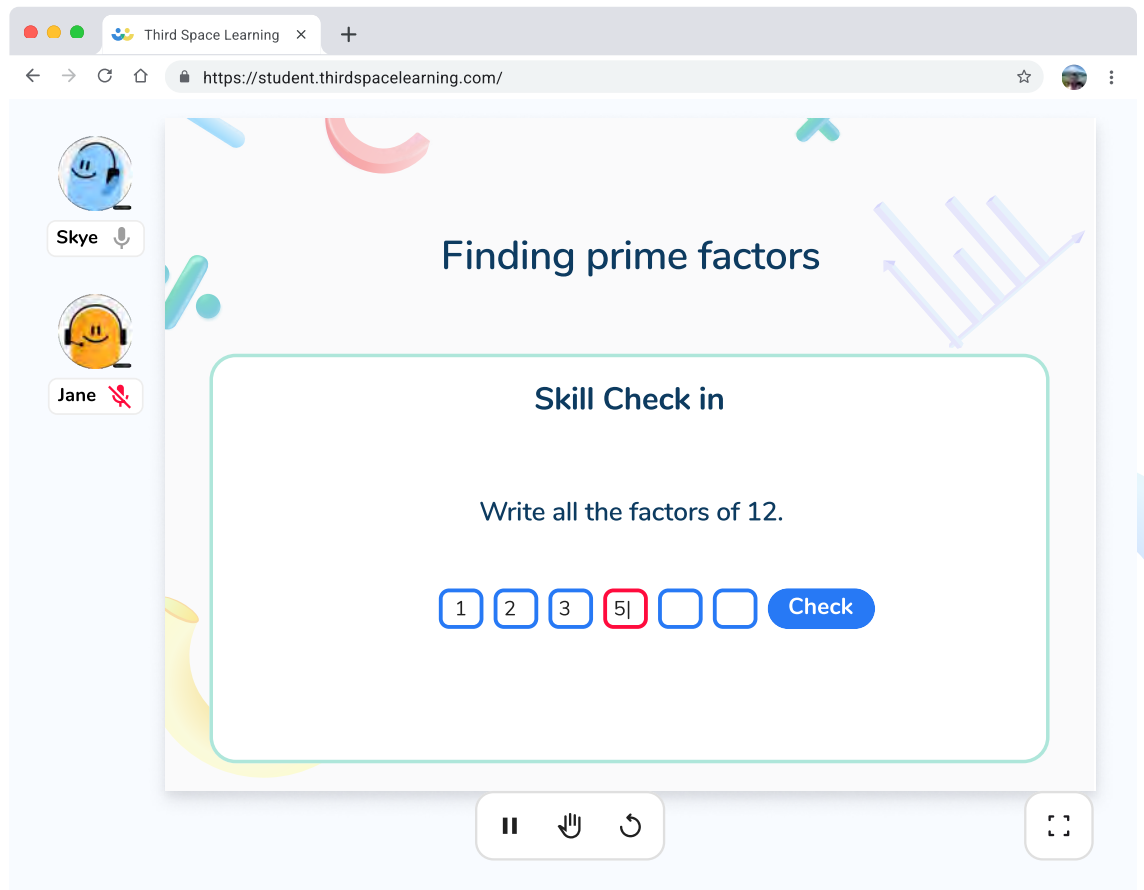 Third Space Learning
https://student.thirdspacelearning.com/
Skye
Jane
Finding prime factors
Skill Check in
Write all the factors of 12.
1 2 3 5 Check